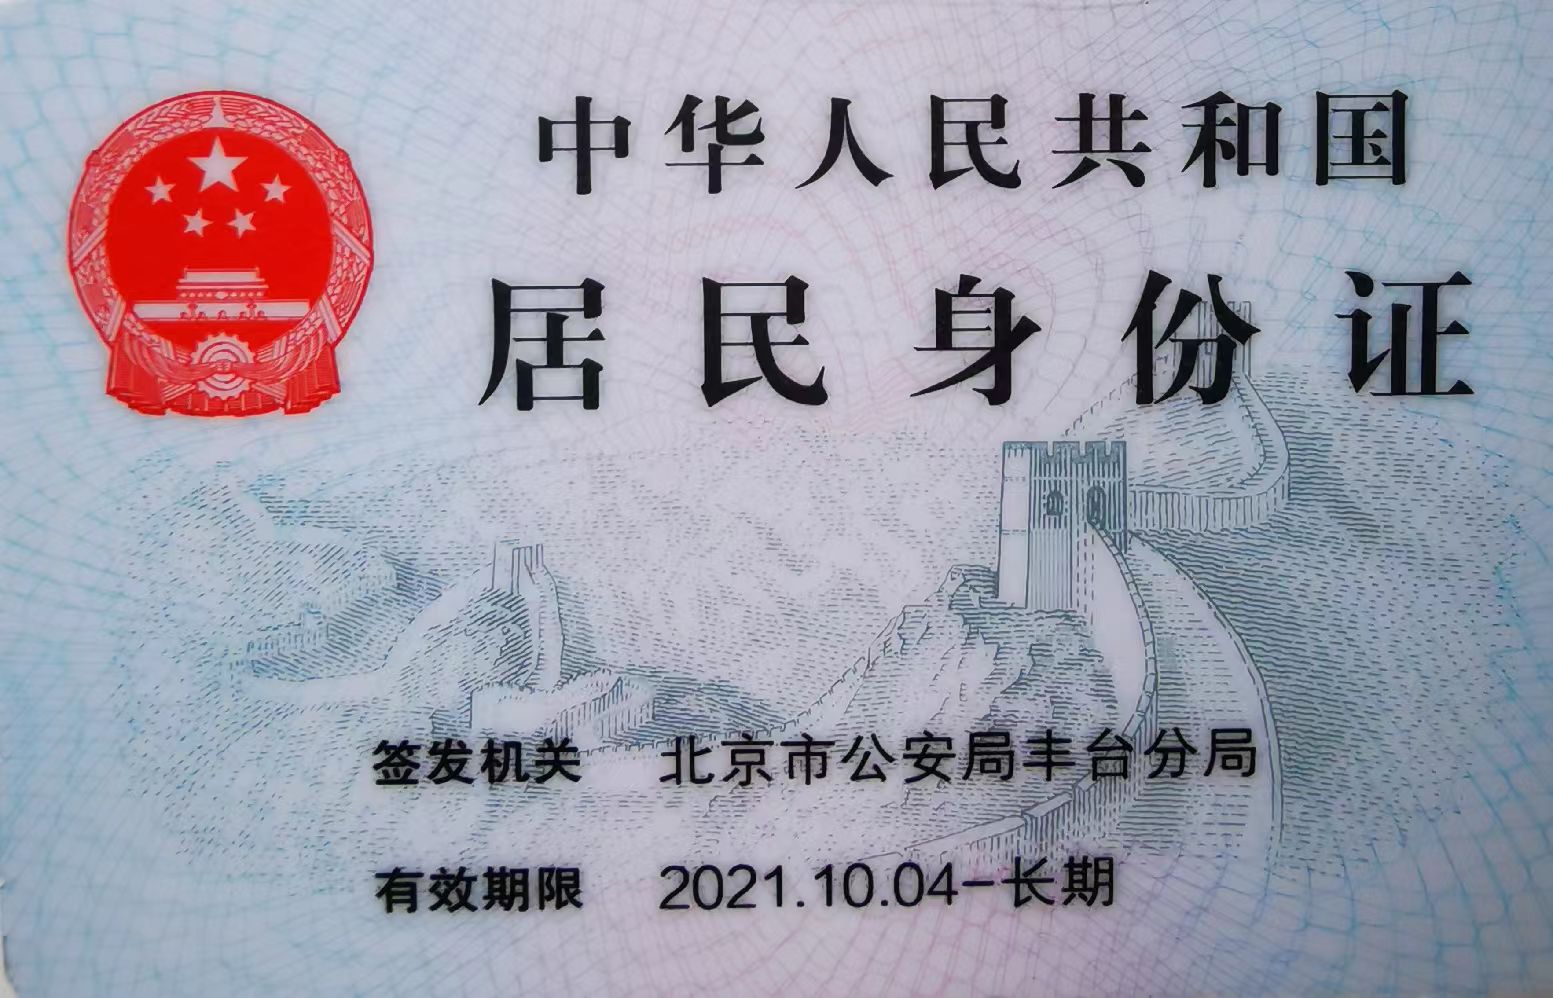 中华人民共和国
居民身份证
签发机关 北京市公安局丰台分局
有效期限 2021.10.04-长期